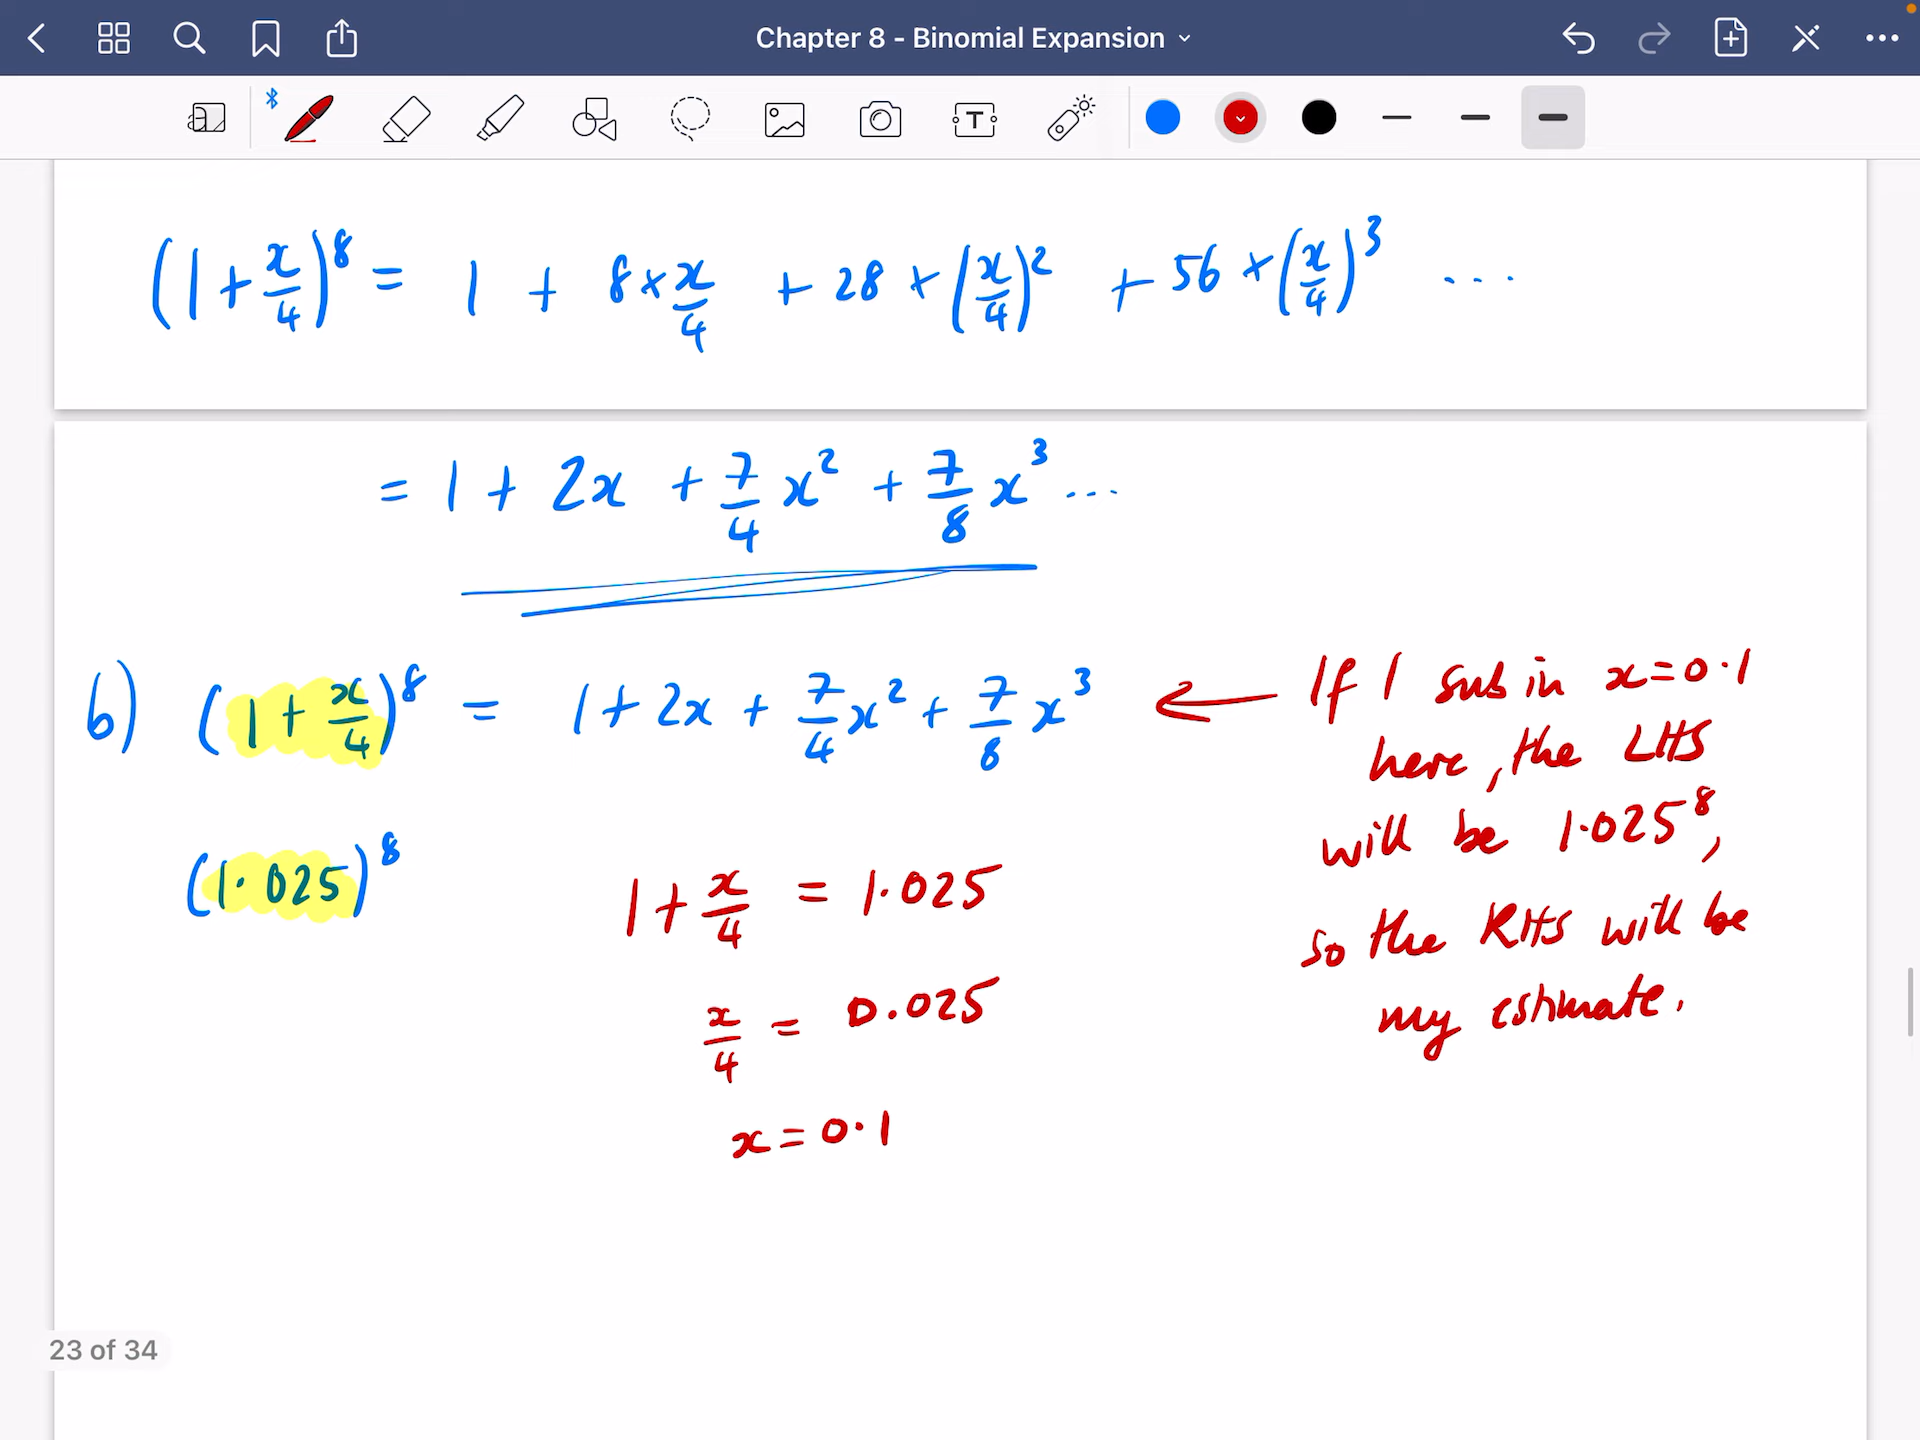 Chapter 8 - Binomial Expansion
(1 + x/4)^8 = 1 + 8 × x/4 + 28 × (x/4)^2 + 56 × (x/4)^3 ...
= 1 + 2x + 7/4 x^2 + 7/8 x^3 ...
b) (1 + x/4)^8 = 1 + 2x + 7/4 x^2 + 7/8 x^3
If I sub in x = 0.1
here, the LHS
will be 1.025^8,
so the RHS will be
my estimate.
(1.025)^8
1 + x/4 = 1.025
x/4 = 0.025
x = 0.1
23 of 34